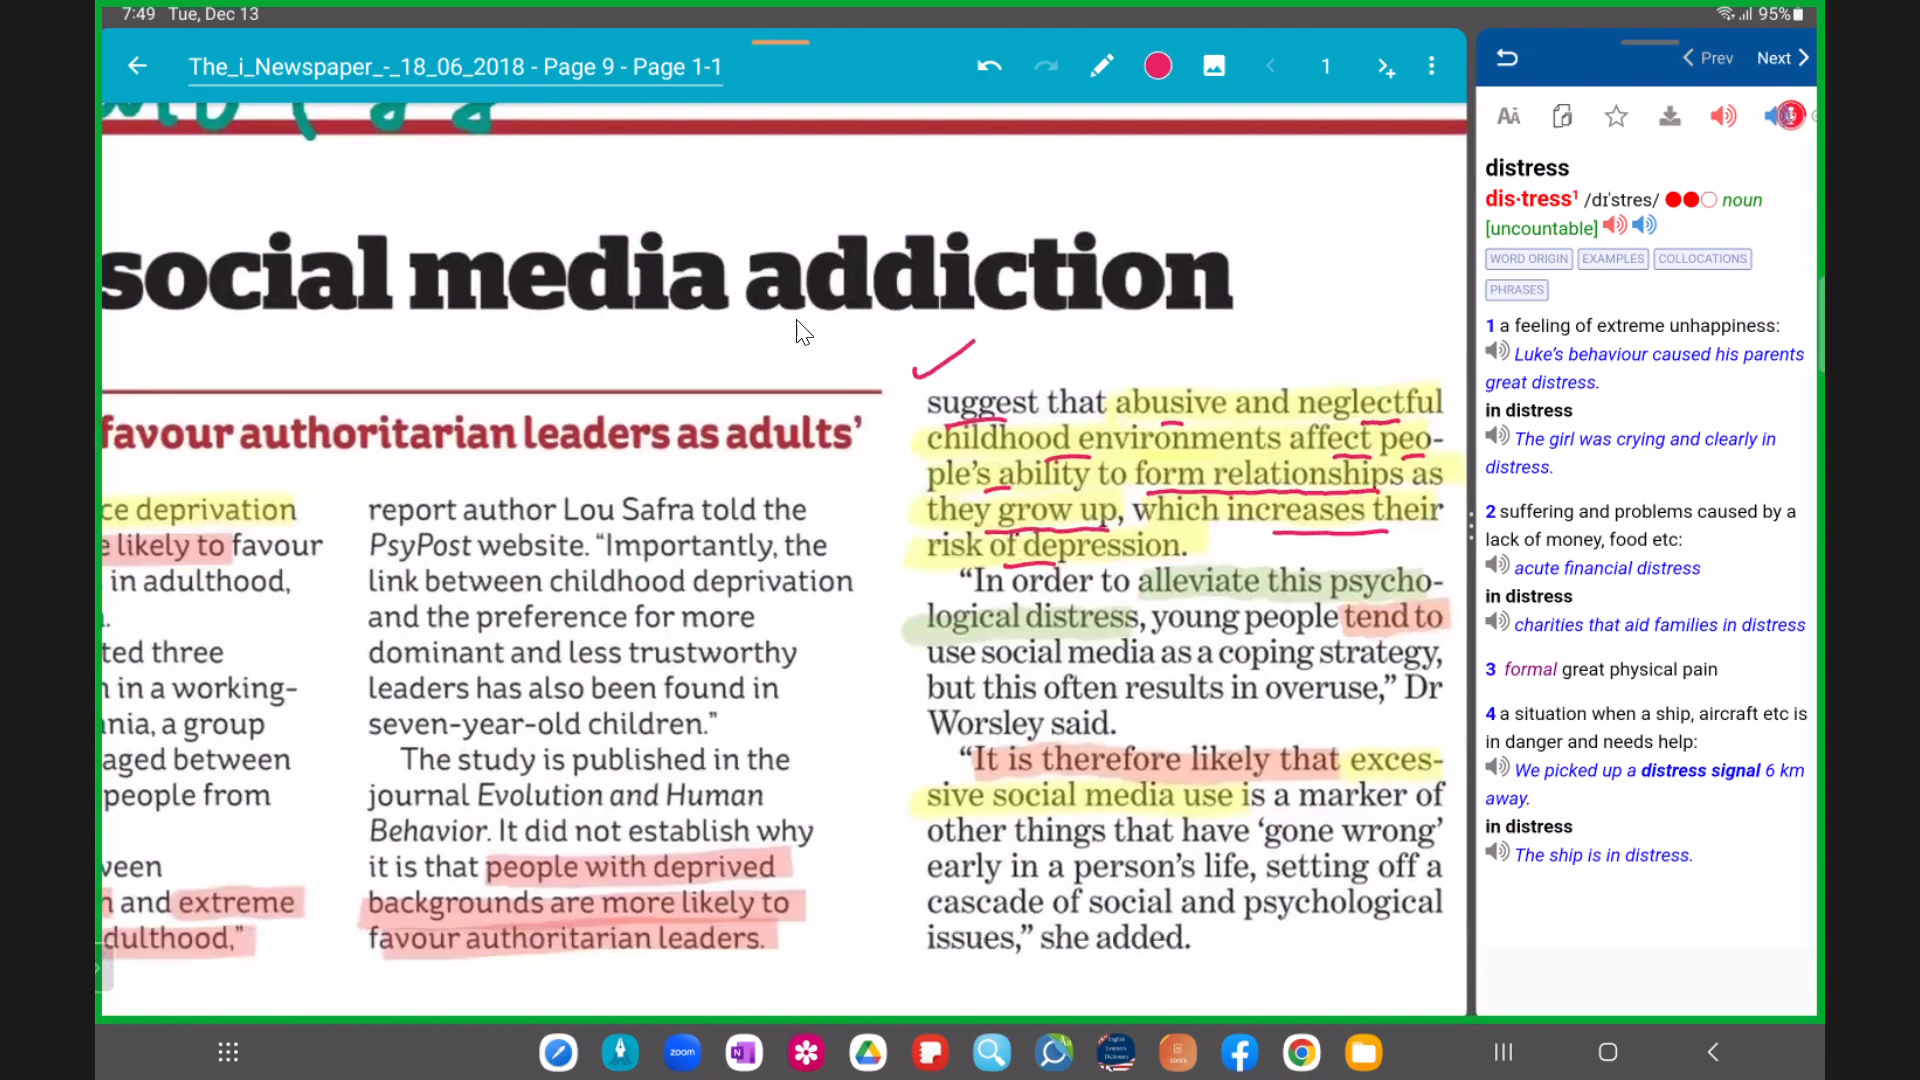 7:49 Tue, Dec 13
95%
The_i_Newspaper_-_18_06_2018 - Page 9 - Page 1-1
1
social media addiction
favour authoritarian leaders as adults’
ce deprivation
e likely to favour
in adulthood,
ted three
n in a working-
nia, a group
aged between
people from
ween
and extreme
dulthood,”
report author Lou Safra told the
PsyPost website. “Importantly, the
link between childhood deprivation
and the preference for more
dominant and less trustworthy
leaders has also been found in
seven-year-old children.”
The study is published in the
journal Evolution and Human
Behavior. It did not establish why
it is that people with deprived
backgrounds are more likely to
favour authoritarian leaders.
suggest that abusive and neglectful
childhood environments affect peo-
ple’s ability to form relationships as
they grow up, which increases their
risk of depression.
“In order to alleviate this psycho-
logical distress, young people tend to
use social media as a coping strategy,
but this often results in overuse,” Dr
Worsley said.
“It is therefore likely that exces-
sive social media use is a marker of
other things that have ‘gone wrong’
early in a person’s life, setting off a
cascade of social and psychological
issues,” she added.
Prev Next
distress
dis·tress¹ /dɪˈstres/ noun
[uncountable]
WORD ORIGIN EXAMPLES COLLOCATIONS
PHRASES
1 a feeling of extreme unhappiness:
Luke’s behaviour caused his parents
great distress.
in distress
The girl was crying and clearly in
distress.
2 suffering and problems caused by a
lack of money, food etc:
acute financial distress
in distress
charities that aid families in distress
3 formal great physical pain
4 a situation when a ship, aircraft etc is
in danger and needs help:
We picked up a distress signal 6 km
away.
in distress
The ship is in distress.
zoom